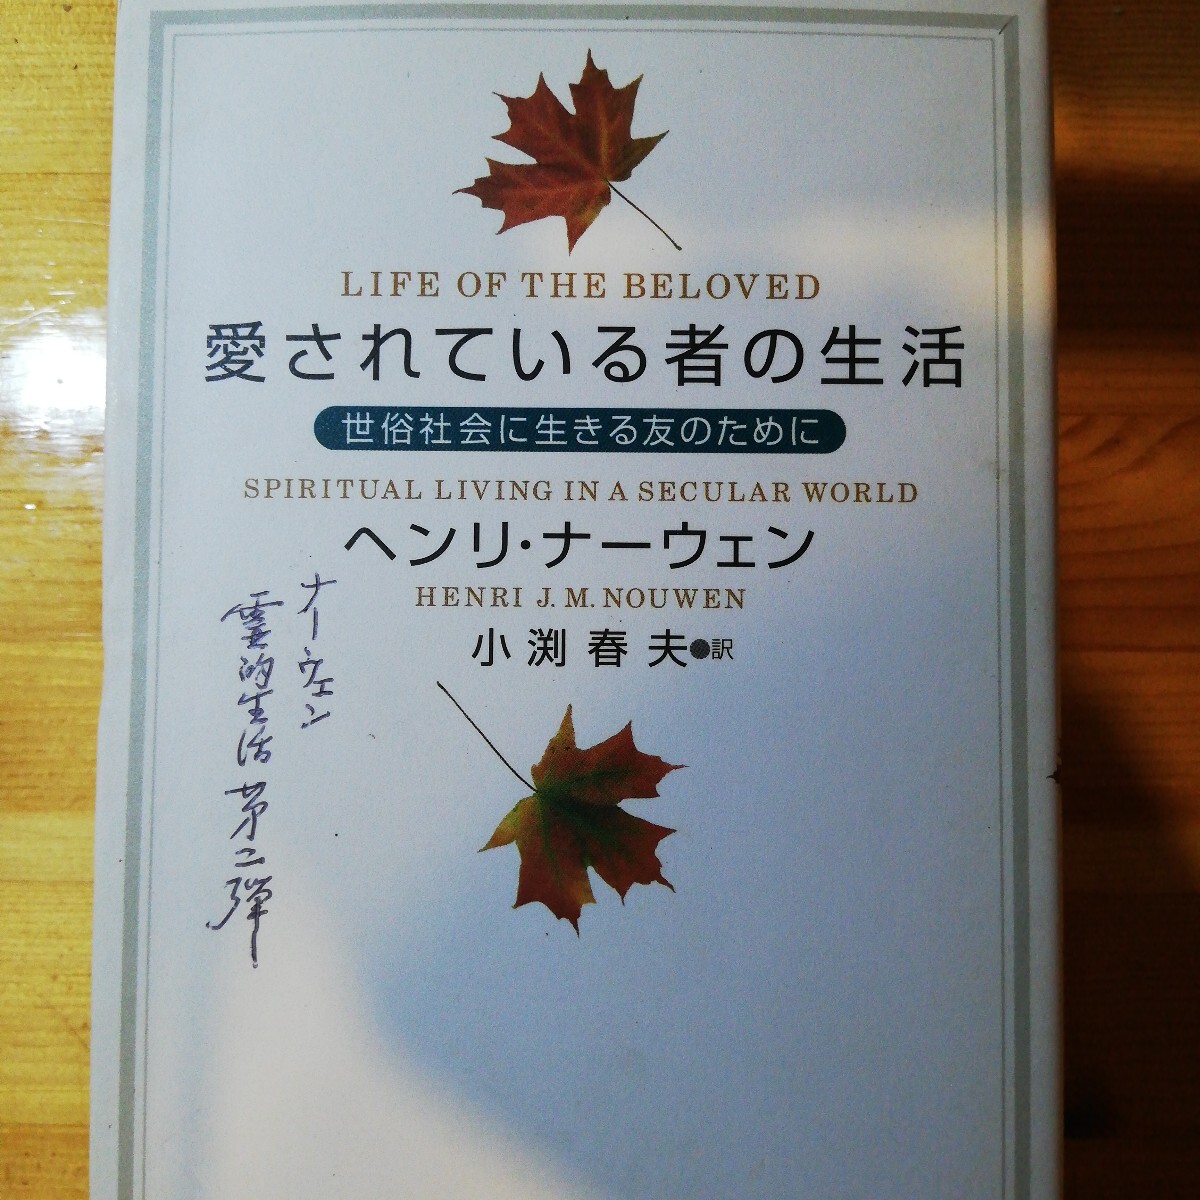 LIFE OF THE BELOVED
愛されている者の生活
世俗社会に生きる友のために
SPIRITUAL LIVING IN A SECULAR WORLD
ヘンリ・ナーウェン
HENRI J. M. NOUWEN
小渕春夫●訳
ナーウェン
霊的生活 第二弾